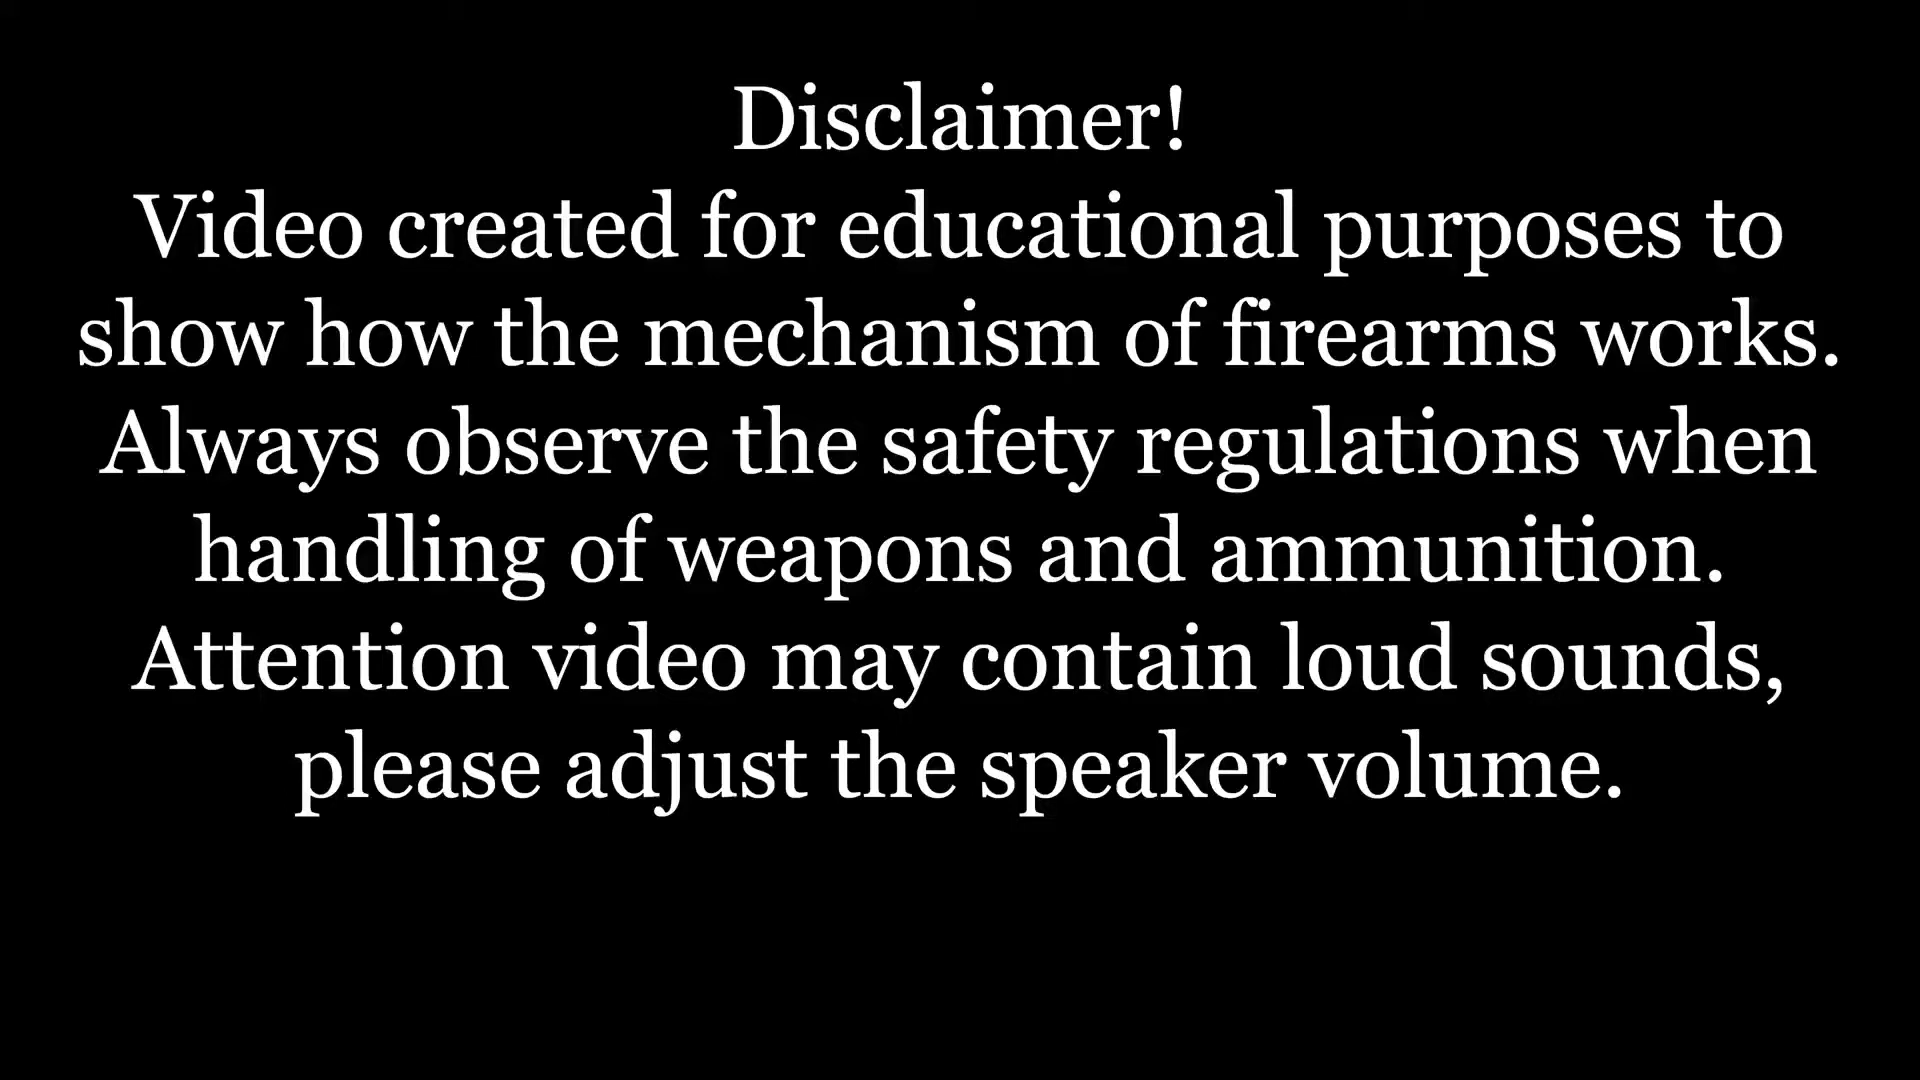 Disclaimer!
Video created for educational purposes to
show how the mechanism of firearms works.
Always observe the safety regulations when
handling of weapons and ammunition.
Attention video may contain loud sounds,
please adjust the speaker volume.